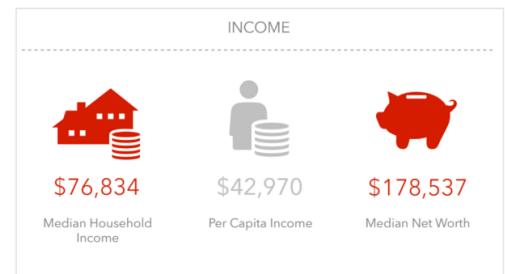 INCOME
$76,834
$42,970
$178,537
Median Household
Income
Per Capita Income
Median Net Worth